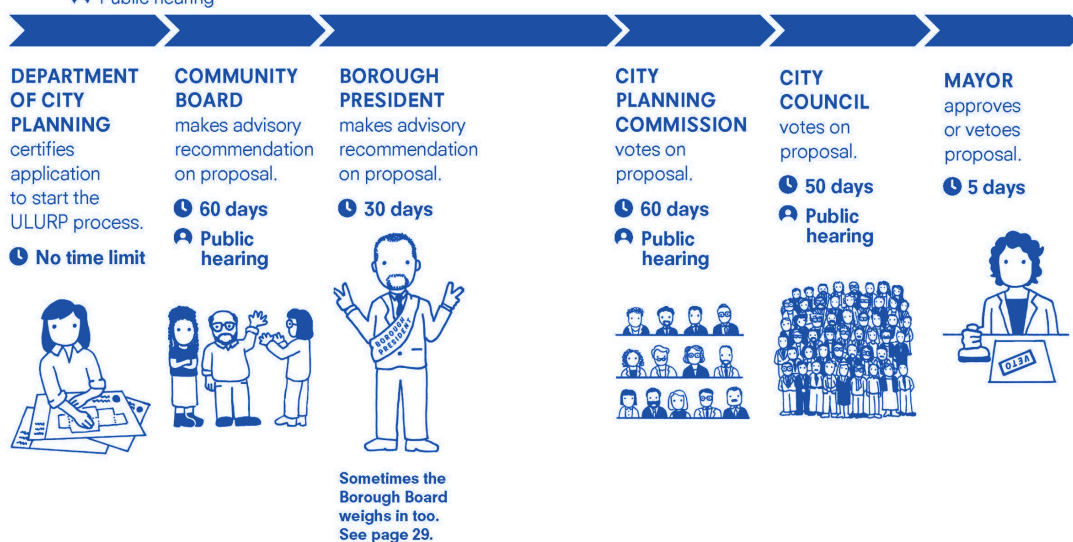 Public hearing
DEPARTMENT
OF CITY
PLANNING
certifies
application
to start the
ULURP process.
No time limit
COMMUNITY
BOARD
makes advisory
recommendation
on proposal.
60 days
Public
hearing
BOROUGH
PRESIDENT
makes advisory
recommendation
on proposal.
30 days
BOROUGH
PRESIDENT
Sometimes the
Borough Board
weighs in too.
See page 29.
CITY
PLANNING
COMMISSION
votes on
proposal.
60 days
Public
hearing
CITY
COUNCIL
votes on
proposal.
50 days
Public
hearing
MAYOR
approves
or vetoes
proposal.
5 days
VETO